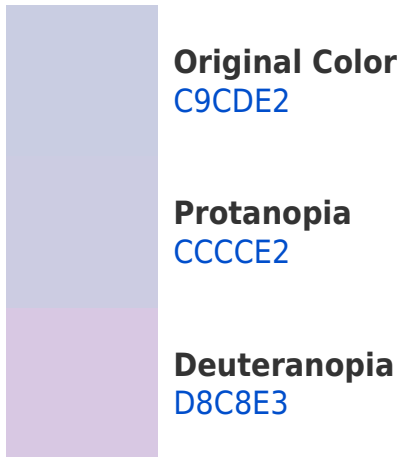 Original Color
C9CDE2
Protanopia
CCCCE2
Deuteranopia
D8C8E3